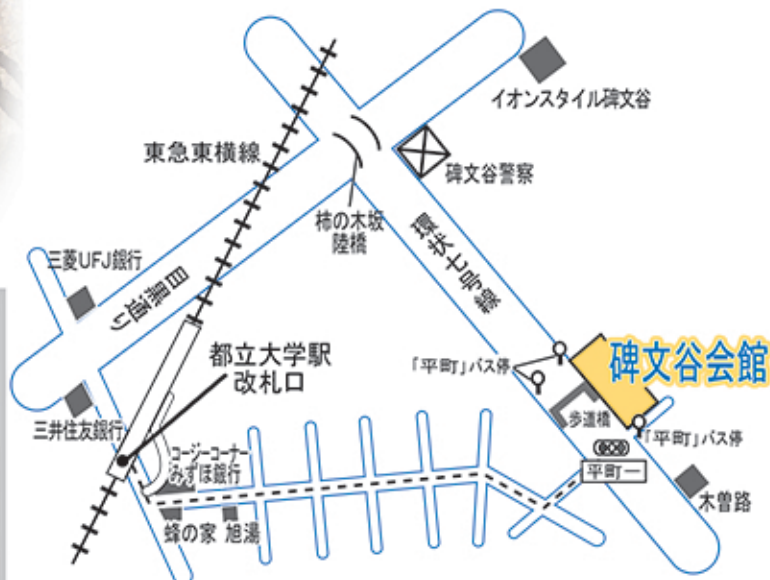 イオンスタイル碑文谷
東急東横線
碑文谷警察
柿の木坂
陸橋
環状七号線
三菱UFJ銀行
目黒通り
都立大学駅
改札口
「平町」バス停
碑文谷会館
歩道橋
「平町」バス停
三井住友銀行
コージーコーナー
みずほ銀行
平町一
木曽路
蜂の家
旭湯